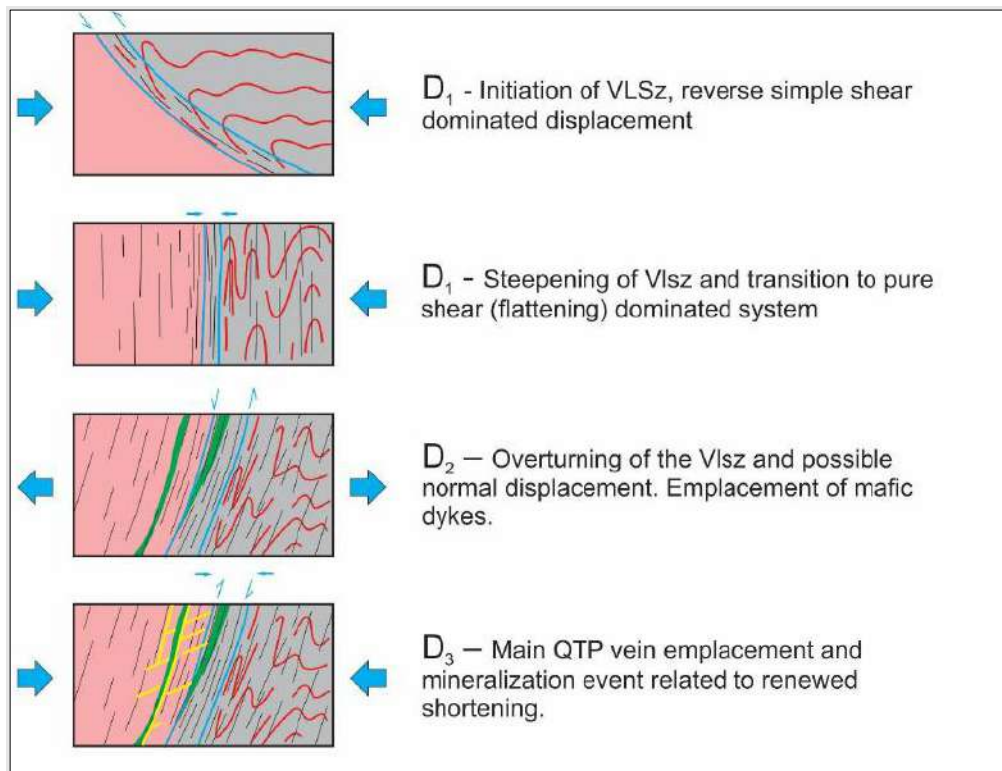 D1 - Initiation of VLSz, reverse simple shear
dominated displacement
D1 - Steepening of Vlsz and transition to pure
shear (flattening) dominated system
D2 – Overturning of the Vlsz and possible
normal displacement. Emplacement of mafic
dykes.
D3 – Main QTP vein emplacement and
mineralization event related to renewed
shortening.